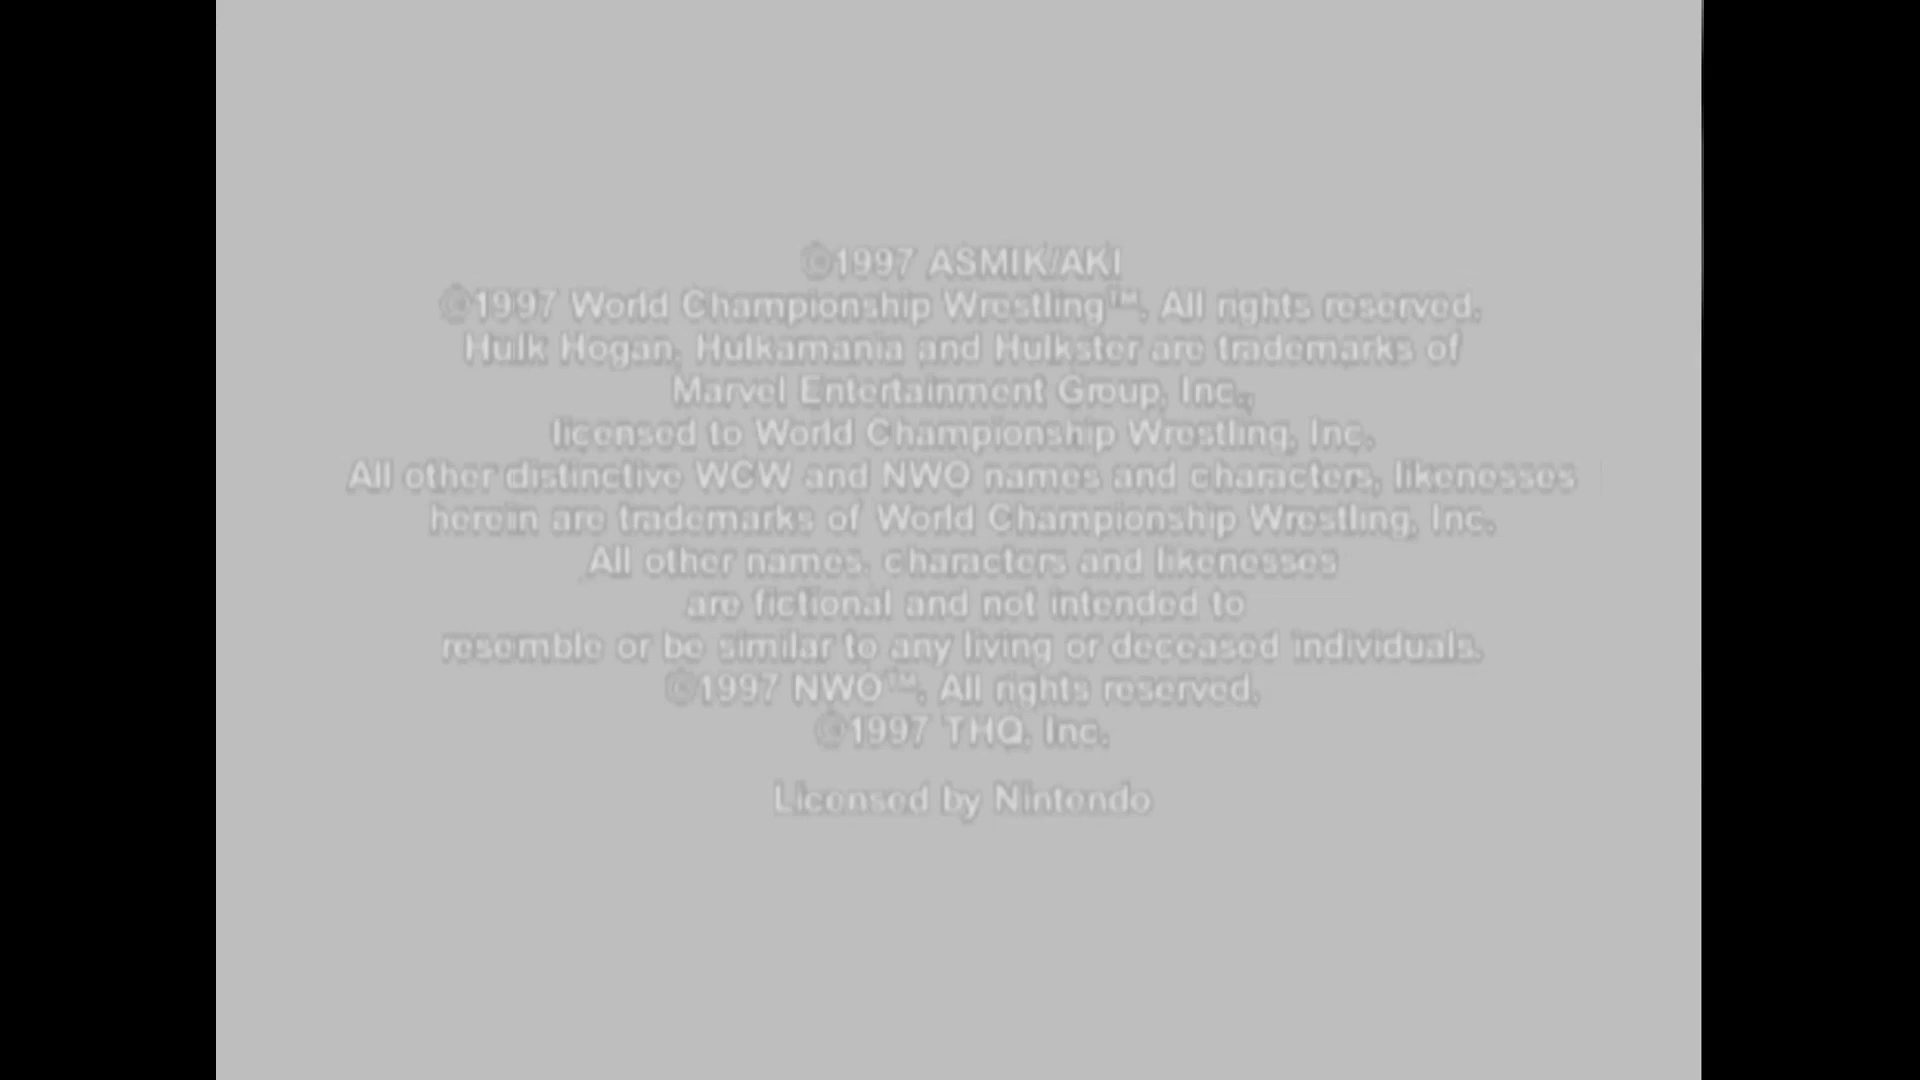 ©1997 ASMIK/AKI
©1997 World Championship Wrestling™. All rights reserved.
Hulk Hogan, Hulkamania and Hulkster are trademarks of
Marvel Entertainment Group, Inc.,
licensed to World Championship Wrestling, Inc.
All other distinctive WCW and NWO names and characters, likenesses
herein are trademarks of World Championship Wrestling, Inc.
All other names, characters and likenesses
are fictional and not intended to
resemble or be similar to any living or deceased individuals.
©1997 NWO™. All rights reserved.
©1997 THQ, Inc.
Licensed by Nintendo